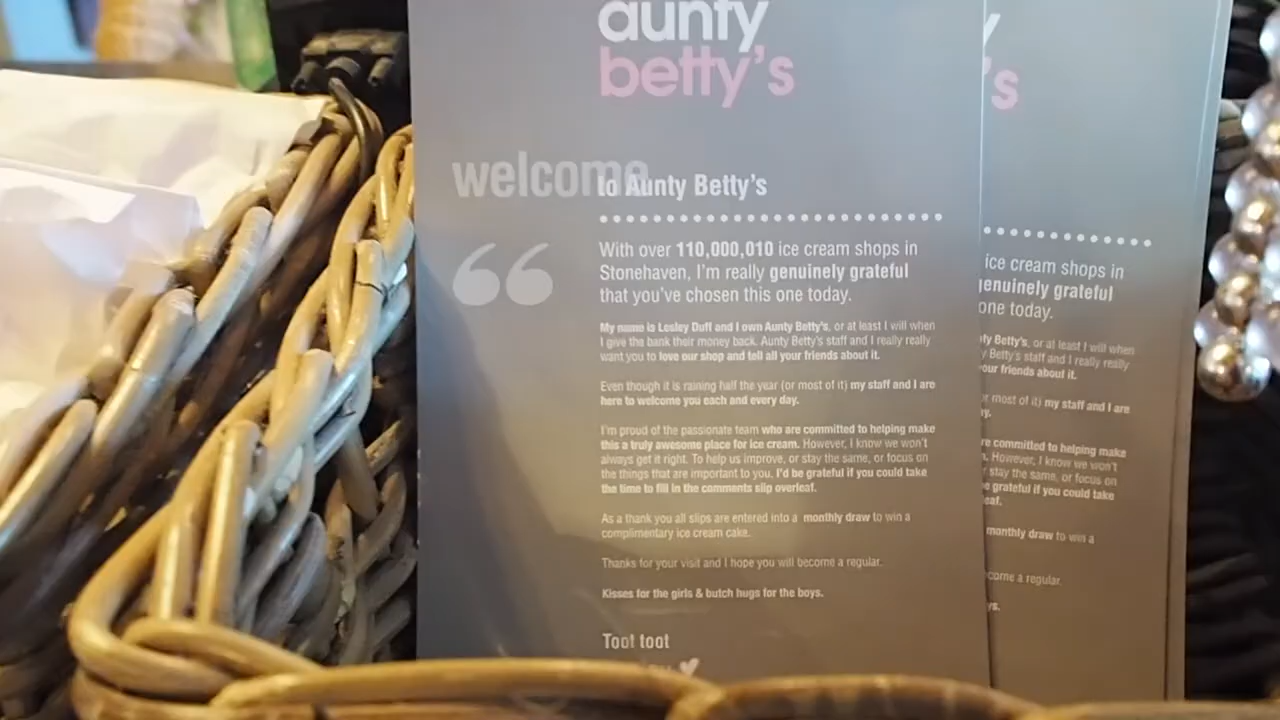 aunty
betty's
welcome
to Aunty Betty's
“
With over 110,000,010 ice cream shops in
Stonehaven, I'm really genuinely grateful
that you've chosen this one today.
My name is Lesley Duff and I own Aunty Betty's, or at least I will when
I give the bank their money back. Aunty Betty's staff and I really really
want you to love our shop and tell all your friends about it.
Even though it is raining half the year (or most of it) my staff and I are
here to welcome you each and every day.
I'm proud of the passionate team who are committed to helping make
this a truly awesome place for ice cream. However, I know we won't
always get it right. To help us improve, or stay the same, or focus on
the things that are important to you, I'd be grateful if you could take
the time to fill in the comments slip overleaf.
As a thank you all slips are entered into a monthly draw to win a
complimentary ice cream cake.
Thanks for your visit and I hope you will become a regular.
Kisses for the girls & butch hugs for the boys.
Toot toot
y
's
ice cream shops in
genuinely grateful
one today.
ty Betty's, or at least I will when
y Betty's staff and I really really
our friends about it.
or most of it) my staff and I are
ay.
re committed to helping make
. However, I know we won't
r stay the same, or focus on
e grateful if you could take
eaf.
monthly draw to win a
come a regular.
ys.